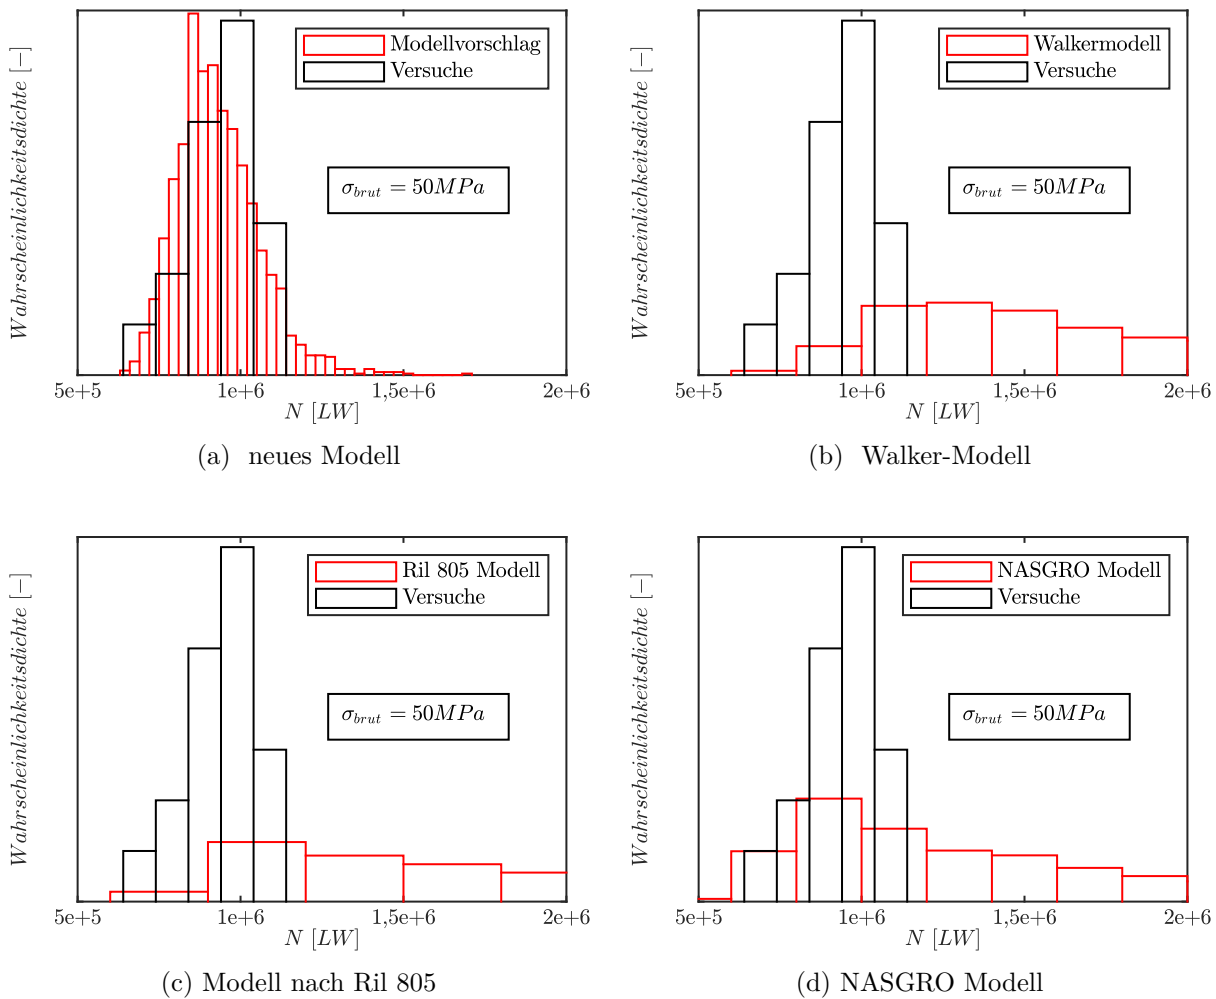 Wahrscheinlichkeitsdichte [−]
Modellvorschlag
Versuche
σbrut = 50MPa
5e+5 1e+6 1,5e+6 2e+6
N [LW]
(a) neues Modell
Wahrscheinlichkeitsdichte [−]
Walkermodell
Versuche
σbrut = 50MPa
5e+5 1e+6 1,5e+6 2e+6
N [LW]
(b) Walker-Modell
Wahrscheinlichkeitsdichte [−]
Ril 805 Modell
Versuche
σbrut = 50MPa
5e+5 1e+6 1,5e+6 2e+6
N [LW]
(c) Modell nach Ril 805
Wahrscheinlichkeitsdichte [−]
NASGRO Modell
Versuche
σbrut = 50MPa
5e+5 1e+6 1,5e+6 2e+6
N [LW]
(d) NASGRO Modell